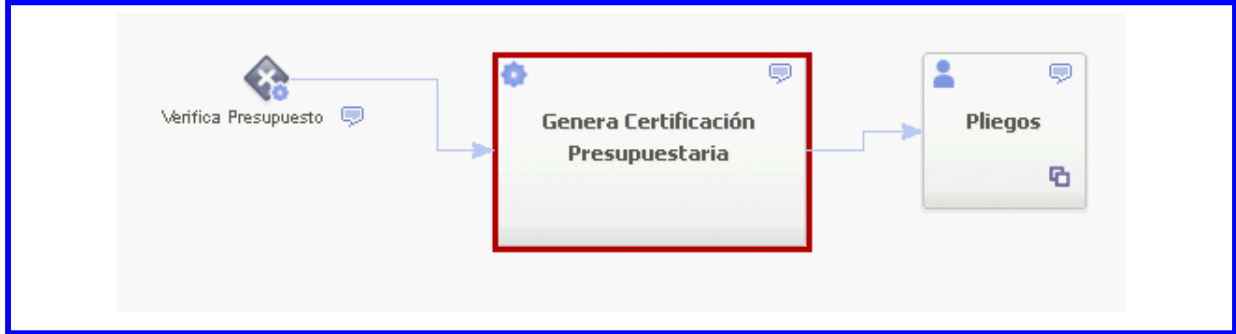 Verifica Presupuesto
Genera Certificación
Presupuestaria
Pliegos